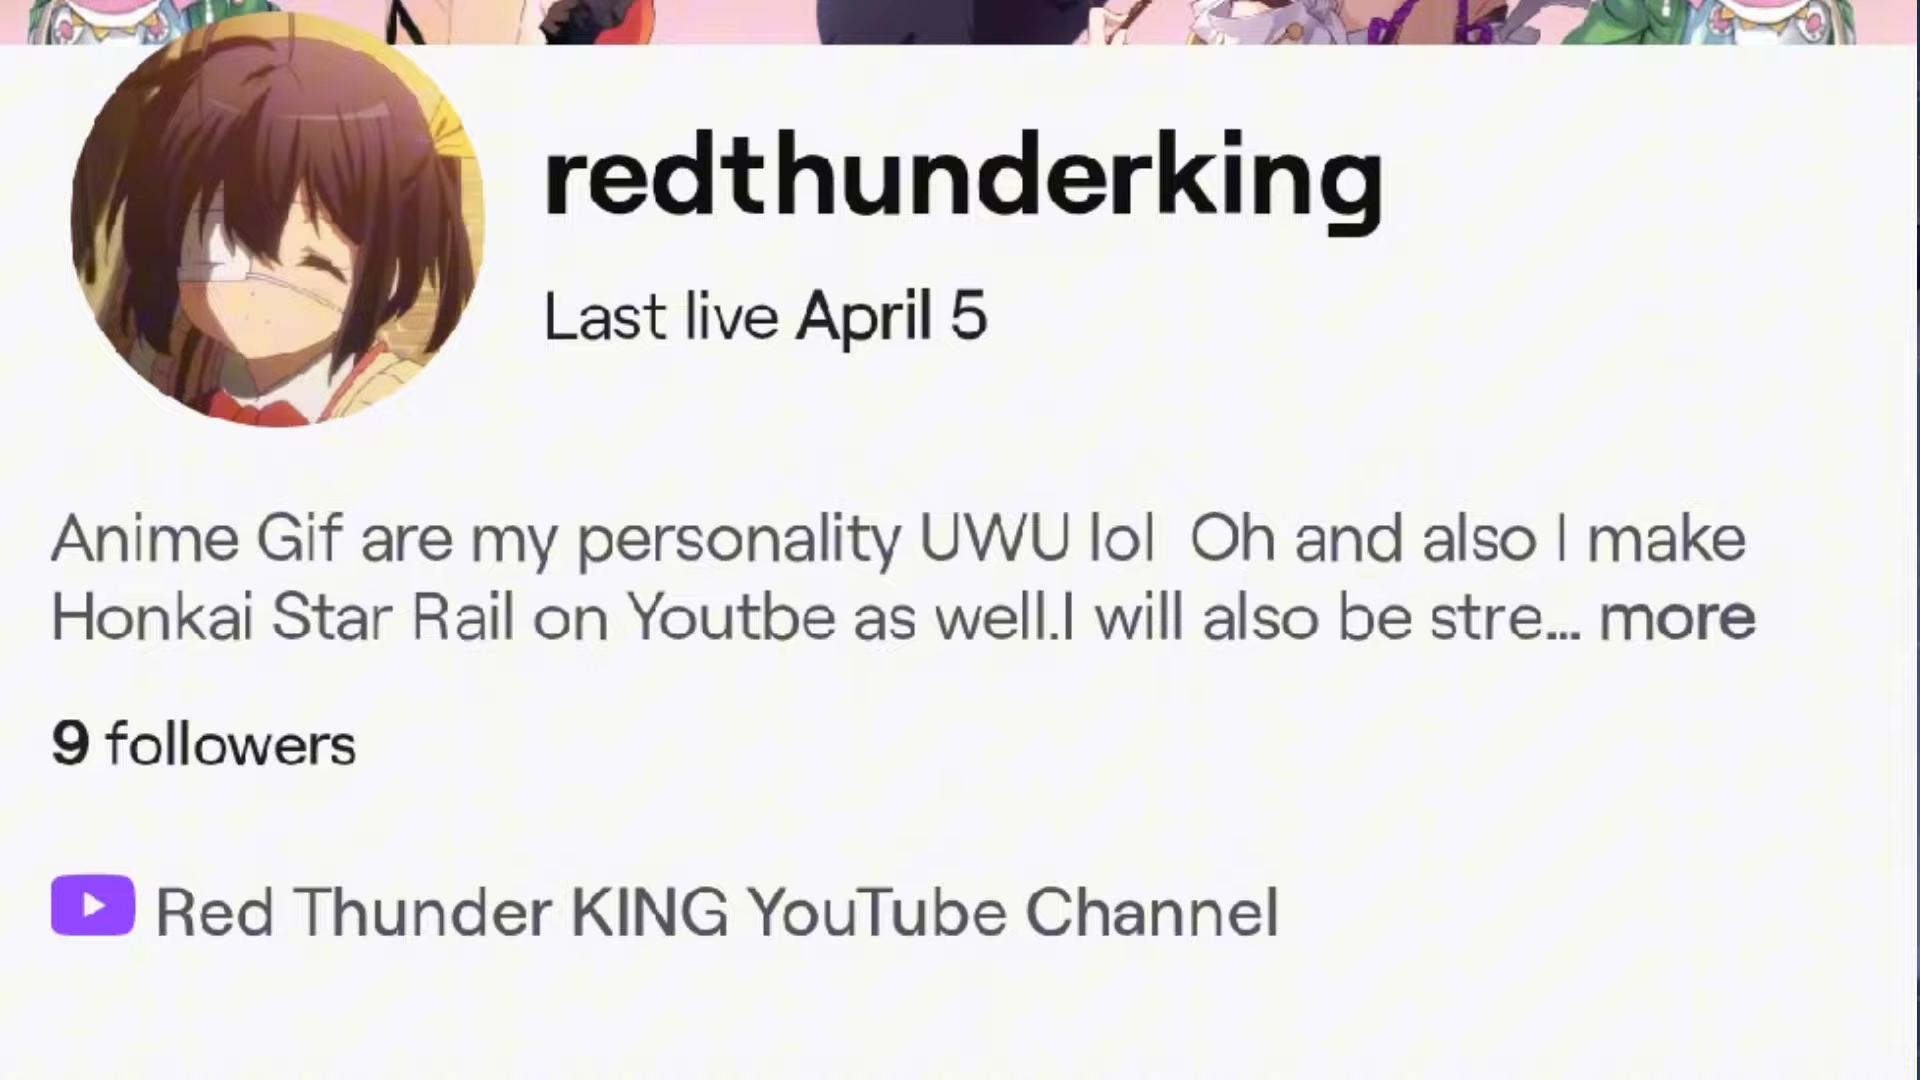 redthunderking
Last live April 5
Anime Gif are my personality UWU lol  Oh and also I make
Honkai Star Rail on Youtbe as well.I will also be stre... more
9 followers
Red Thunder KING YouTube Channel